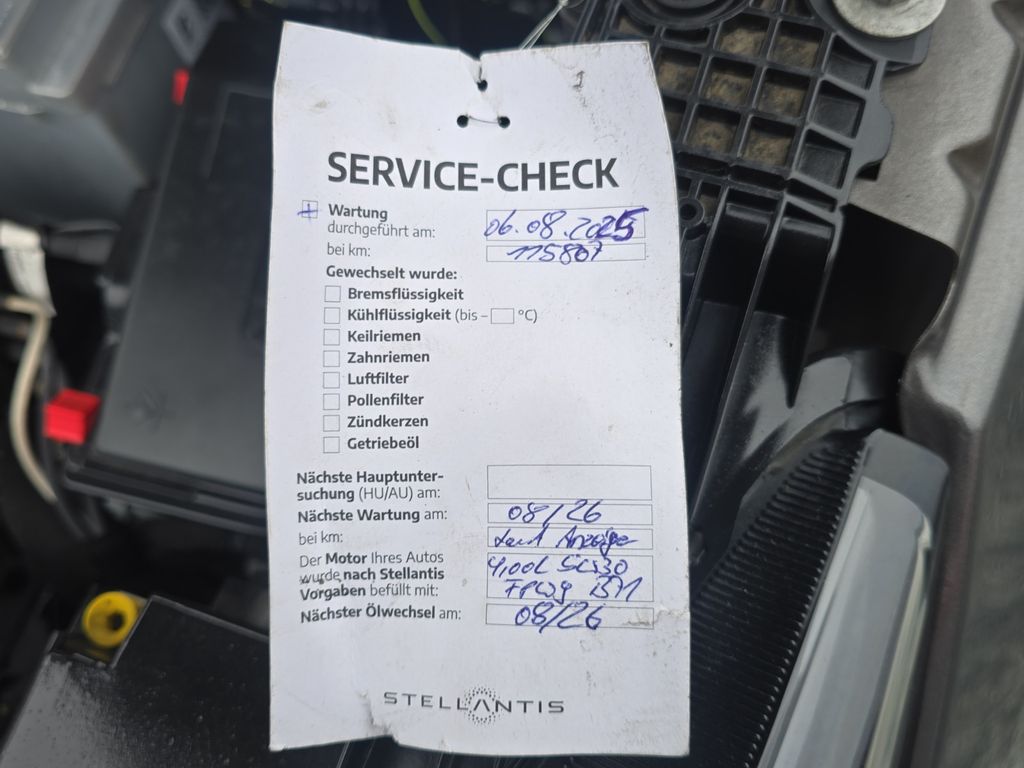 SERVICE-CHECK
Wartung
durchgeführt am: 06.08.2025
bei km: 115807
Gewechselt wurde:
Bremsflüssigkeit
Kühlflüssigkeit (bis – °C)
Keilriemen
Zahnriemen
Luftfilter
Pollenfilter
Zündkerzen
Getriebeöl
Nächste Hauptunter-
suchung (HU/AU) am:
Nächste Wartung am: 08/26
bei km: Laut Anzeige
Der Motor Ihres Autos
wurde nach Stellantis 4,00L
Vorgaben befüllt mit:
Nächster Ölwechsel am: 08/26
STELLANTIS